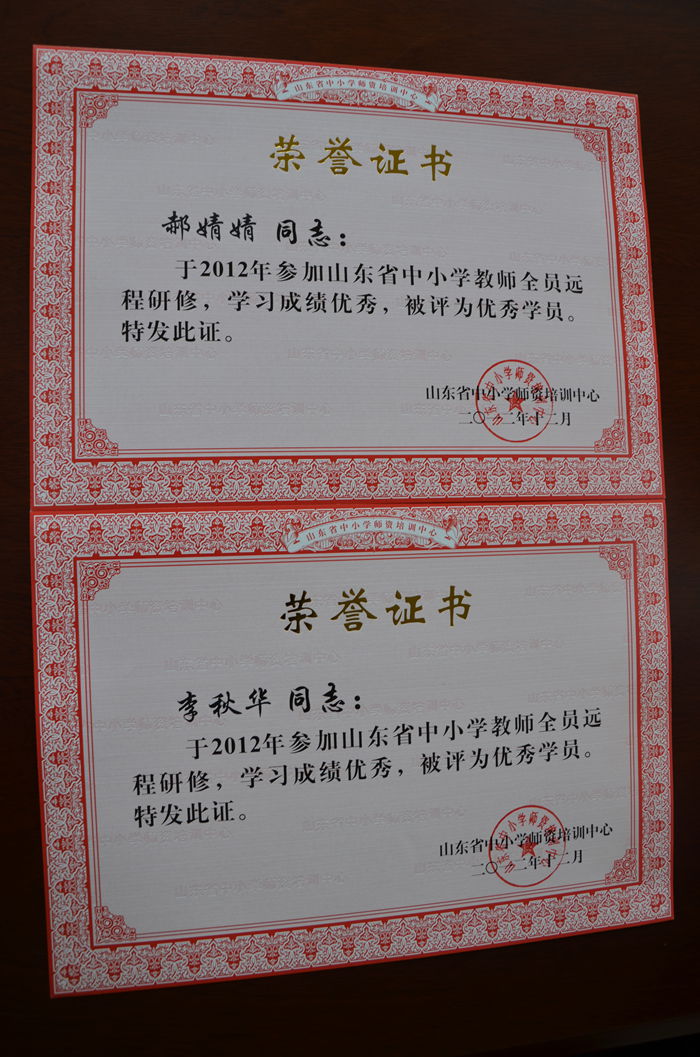 山东省中小学师资培训中心
荣誉证书
郝婧婧 同志：
于2012年参加山东省中小学教师全员远
程研修，学习成绩优秀，被评为优秀学员。
特发此证。
山东省中小学师资培训中心
二〇一二年十二月
山东省中小学师资培训中心
荣誉证书
李秋华 同志：
于2012年参加山东省中小学教师全员远
程研修，学习成绩优秀，被评为优秀学员。
特发此证。
山东省中小学师资培训中心
二〇一二年十二月